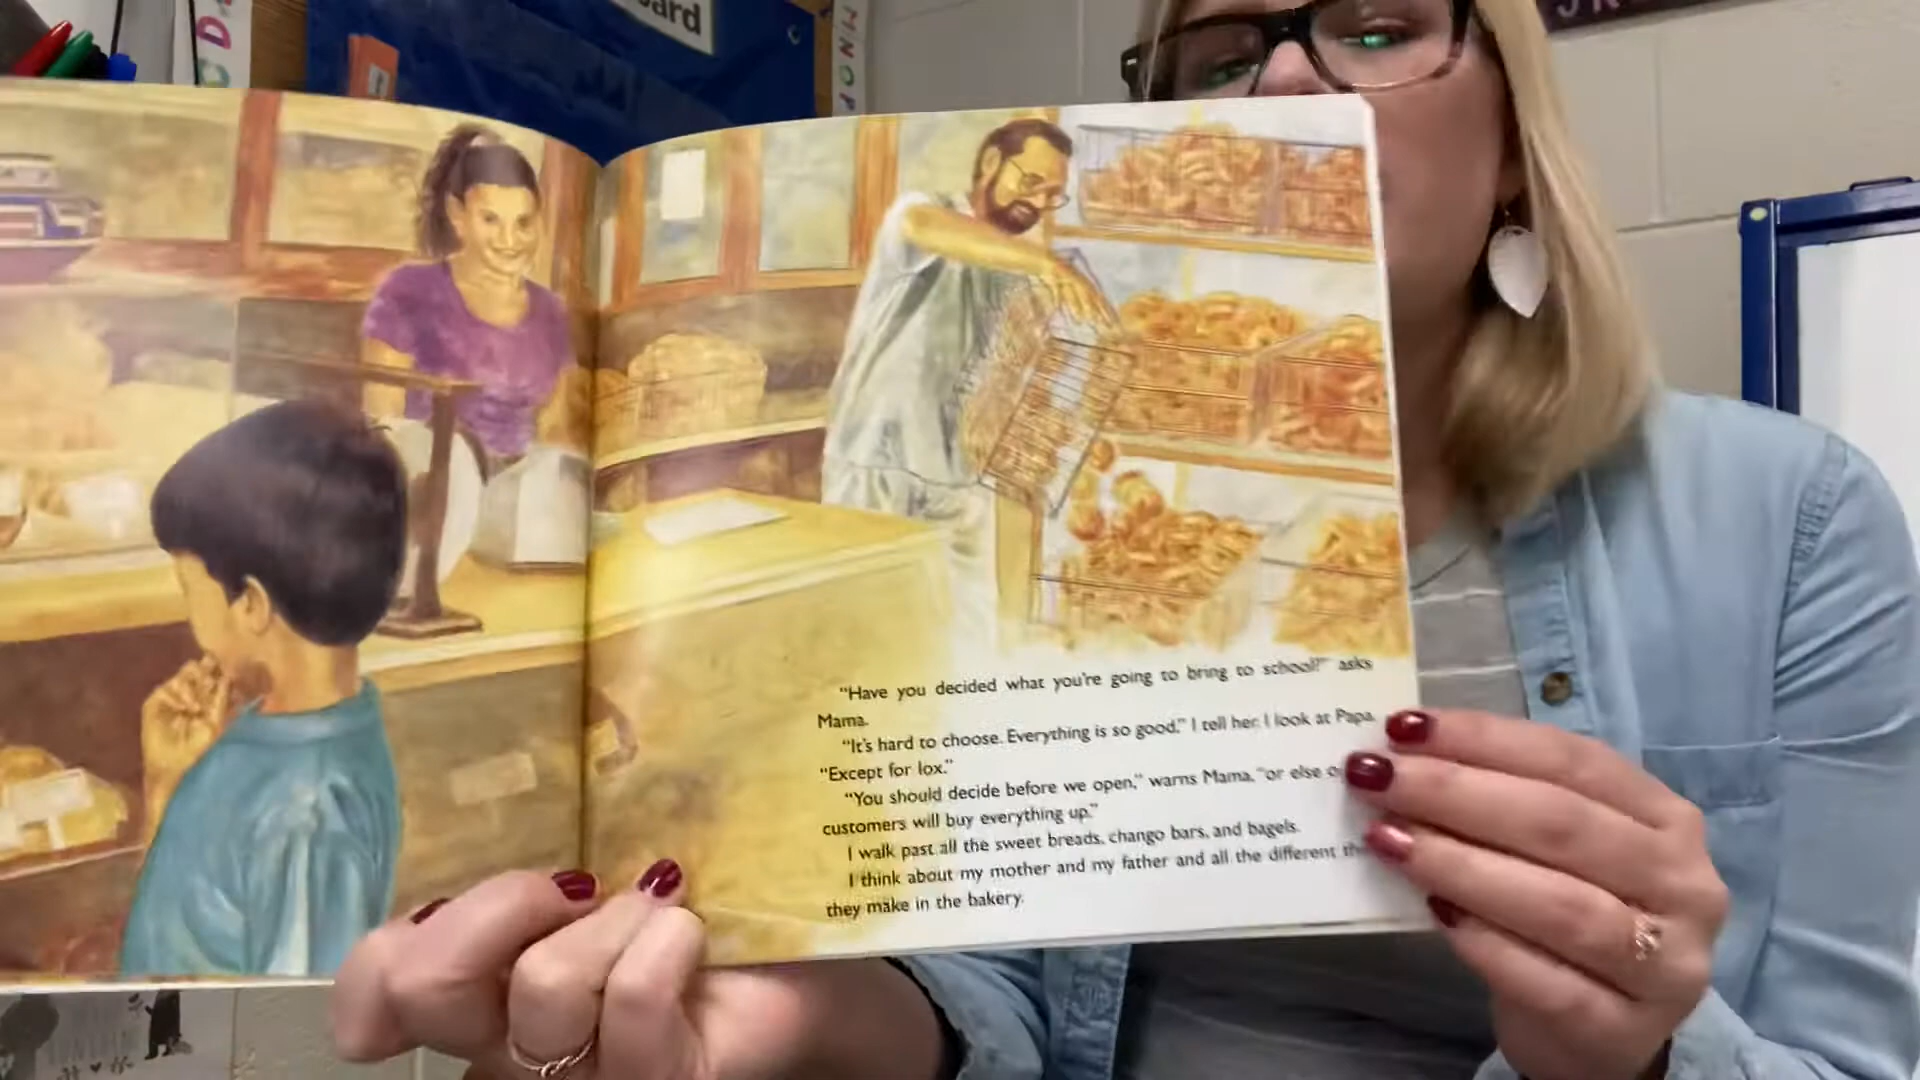 ard
C D
M N O P
"Have you decided what you're going to bring to school?" asks
Mama.
"It's hard to choose. Everything is so good," I tell her. I look at Papa.
"Except for lox."
"You should decide before we open," warns Mama, "or else
customers will buy everything up."
I walk past all the sweet breads, chango bars, and bagels.
I think about my mother and my father and all the different
they make in the bakery.